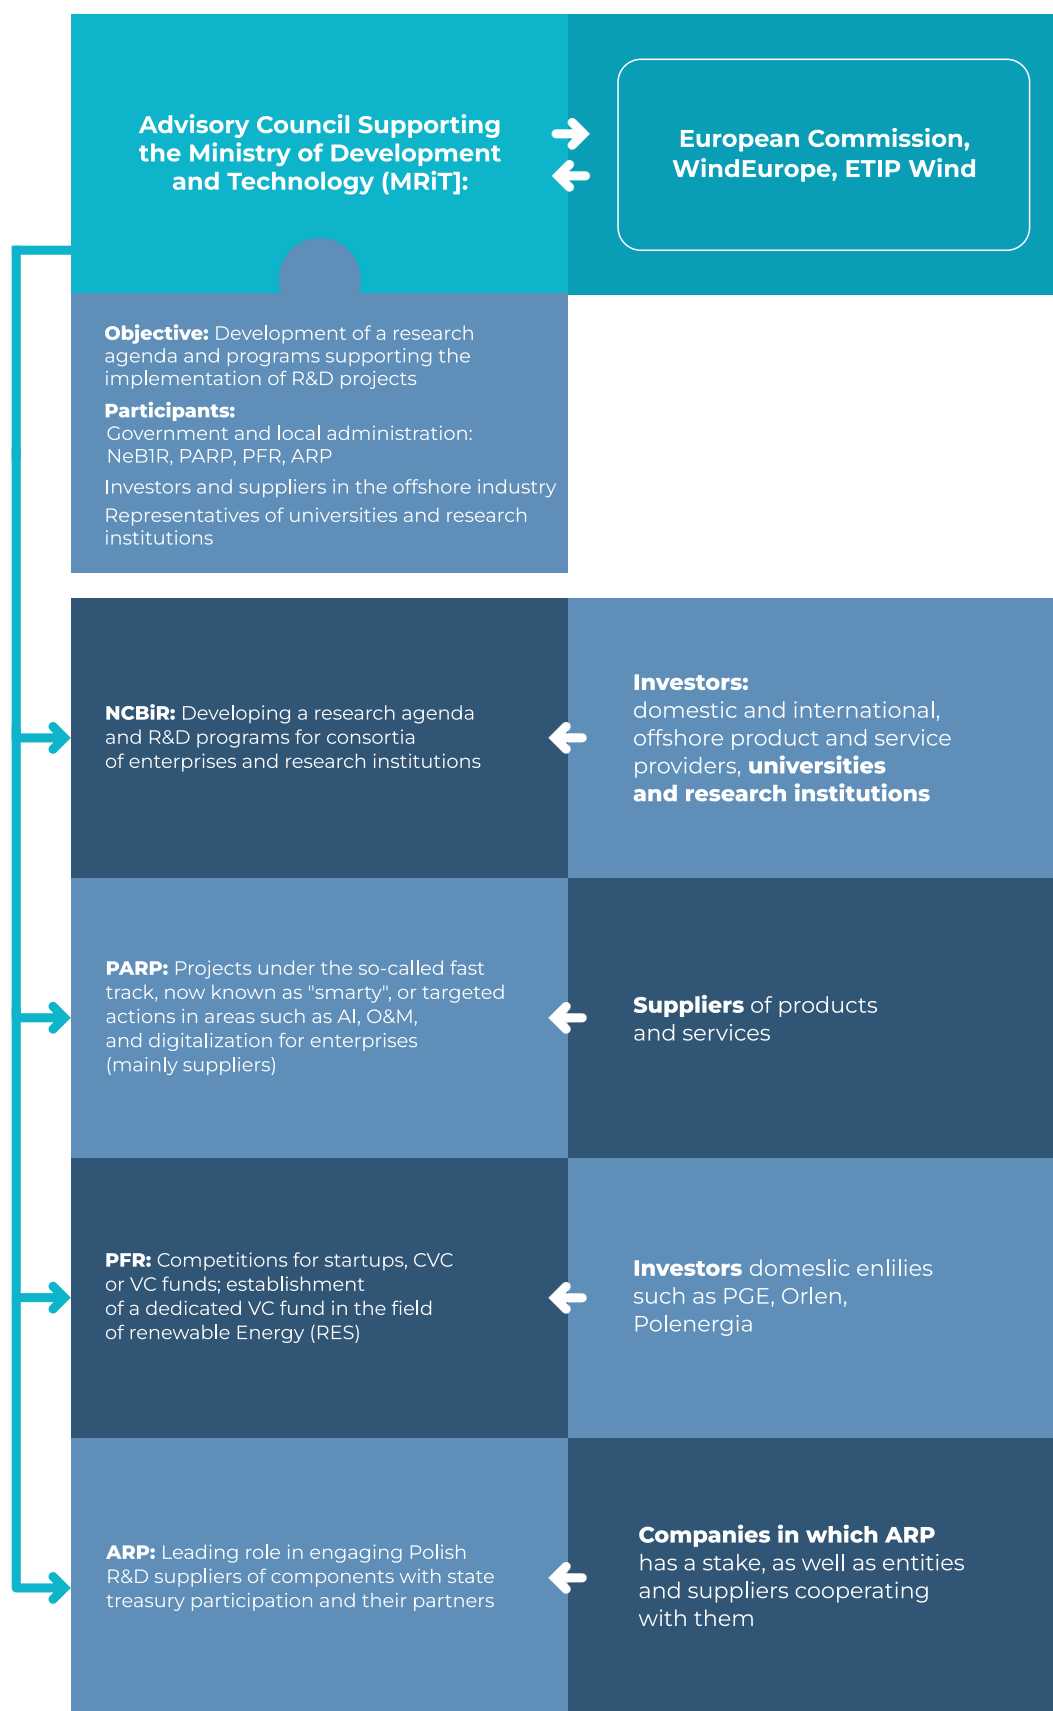 Advisory Council Supporting
the Ministry of Development
and Technology (MRiT]:
European Commission,
WindEurope, ETIP Wind
Objective: Development of a research
agenda and programs supporting the
implementation of R&D projects
Participants:
Government and local administration:
NeB1R, PARP, PFR, ARP
Investors and suppliers in the offshore industry
Representatives of universities and research
institutions
NCBiR: Developing a research agenda
and R&D programs for consortia
of enterprises and research institutions
Investors:
domestic and international,
offshore product and service
providers, universities
and research institutions
PARP: Projects under the so-called fast
track, now known as "smarty", or targeted
actions in areas such as AI, O&M,
and digitalization for enterprises
(mainly suppliers)
Suppliers of products
and services
PFR: Competitions for startups, CVC
or VC funds; establishment
of a dedicated VC fund in the field
of renewable Energy (RES)
Investors domeslic enlilies
such as PGE, Orlen,
Polenergia
ARP: Leading role in engaging Polish
R&D suppliers of components with state
treasury participation and their partners
Companies in which ARP
has a stake, as well as entities
and suppliers cooperating
with them